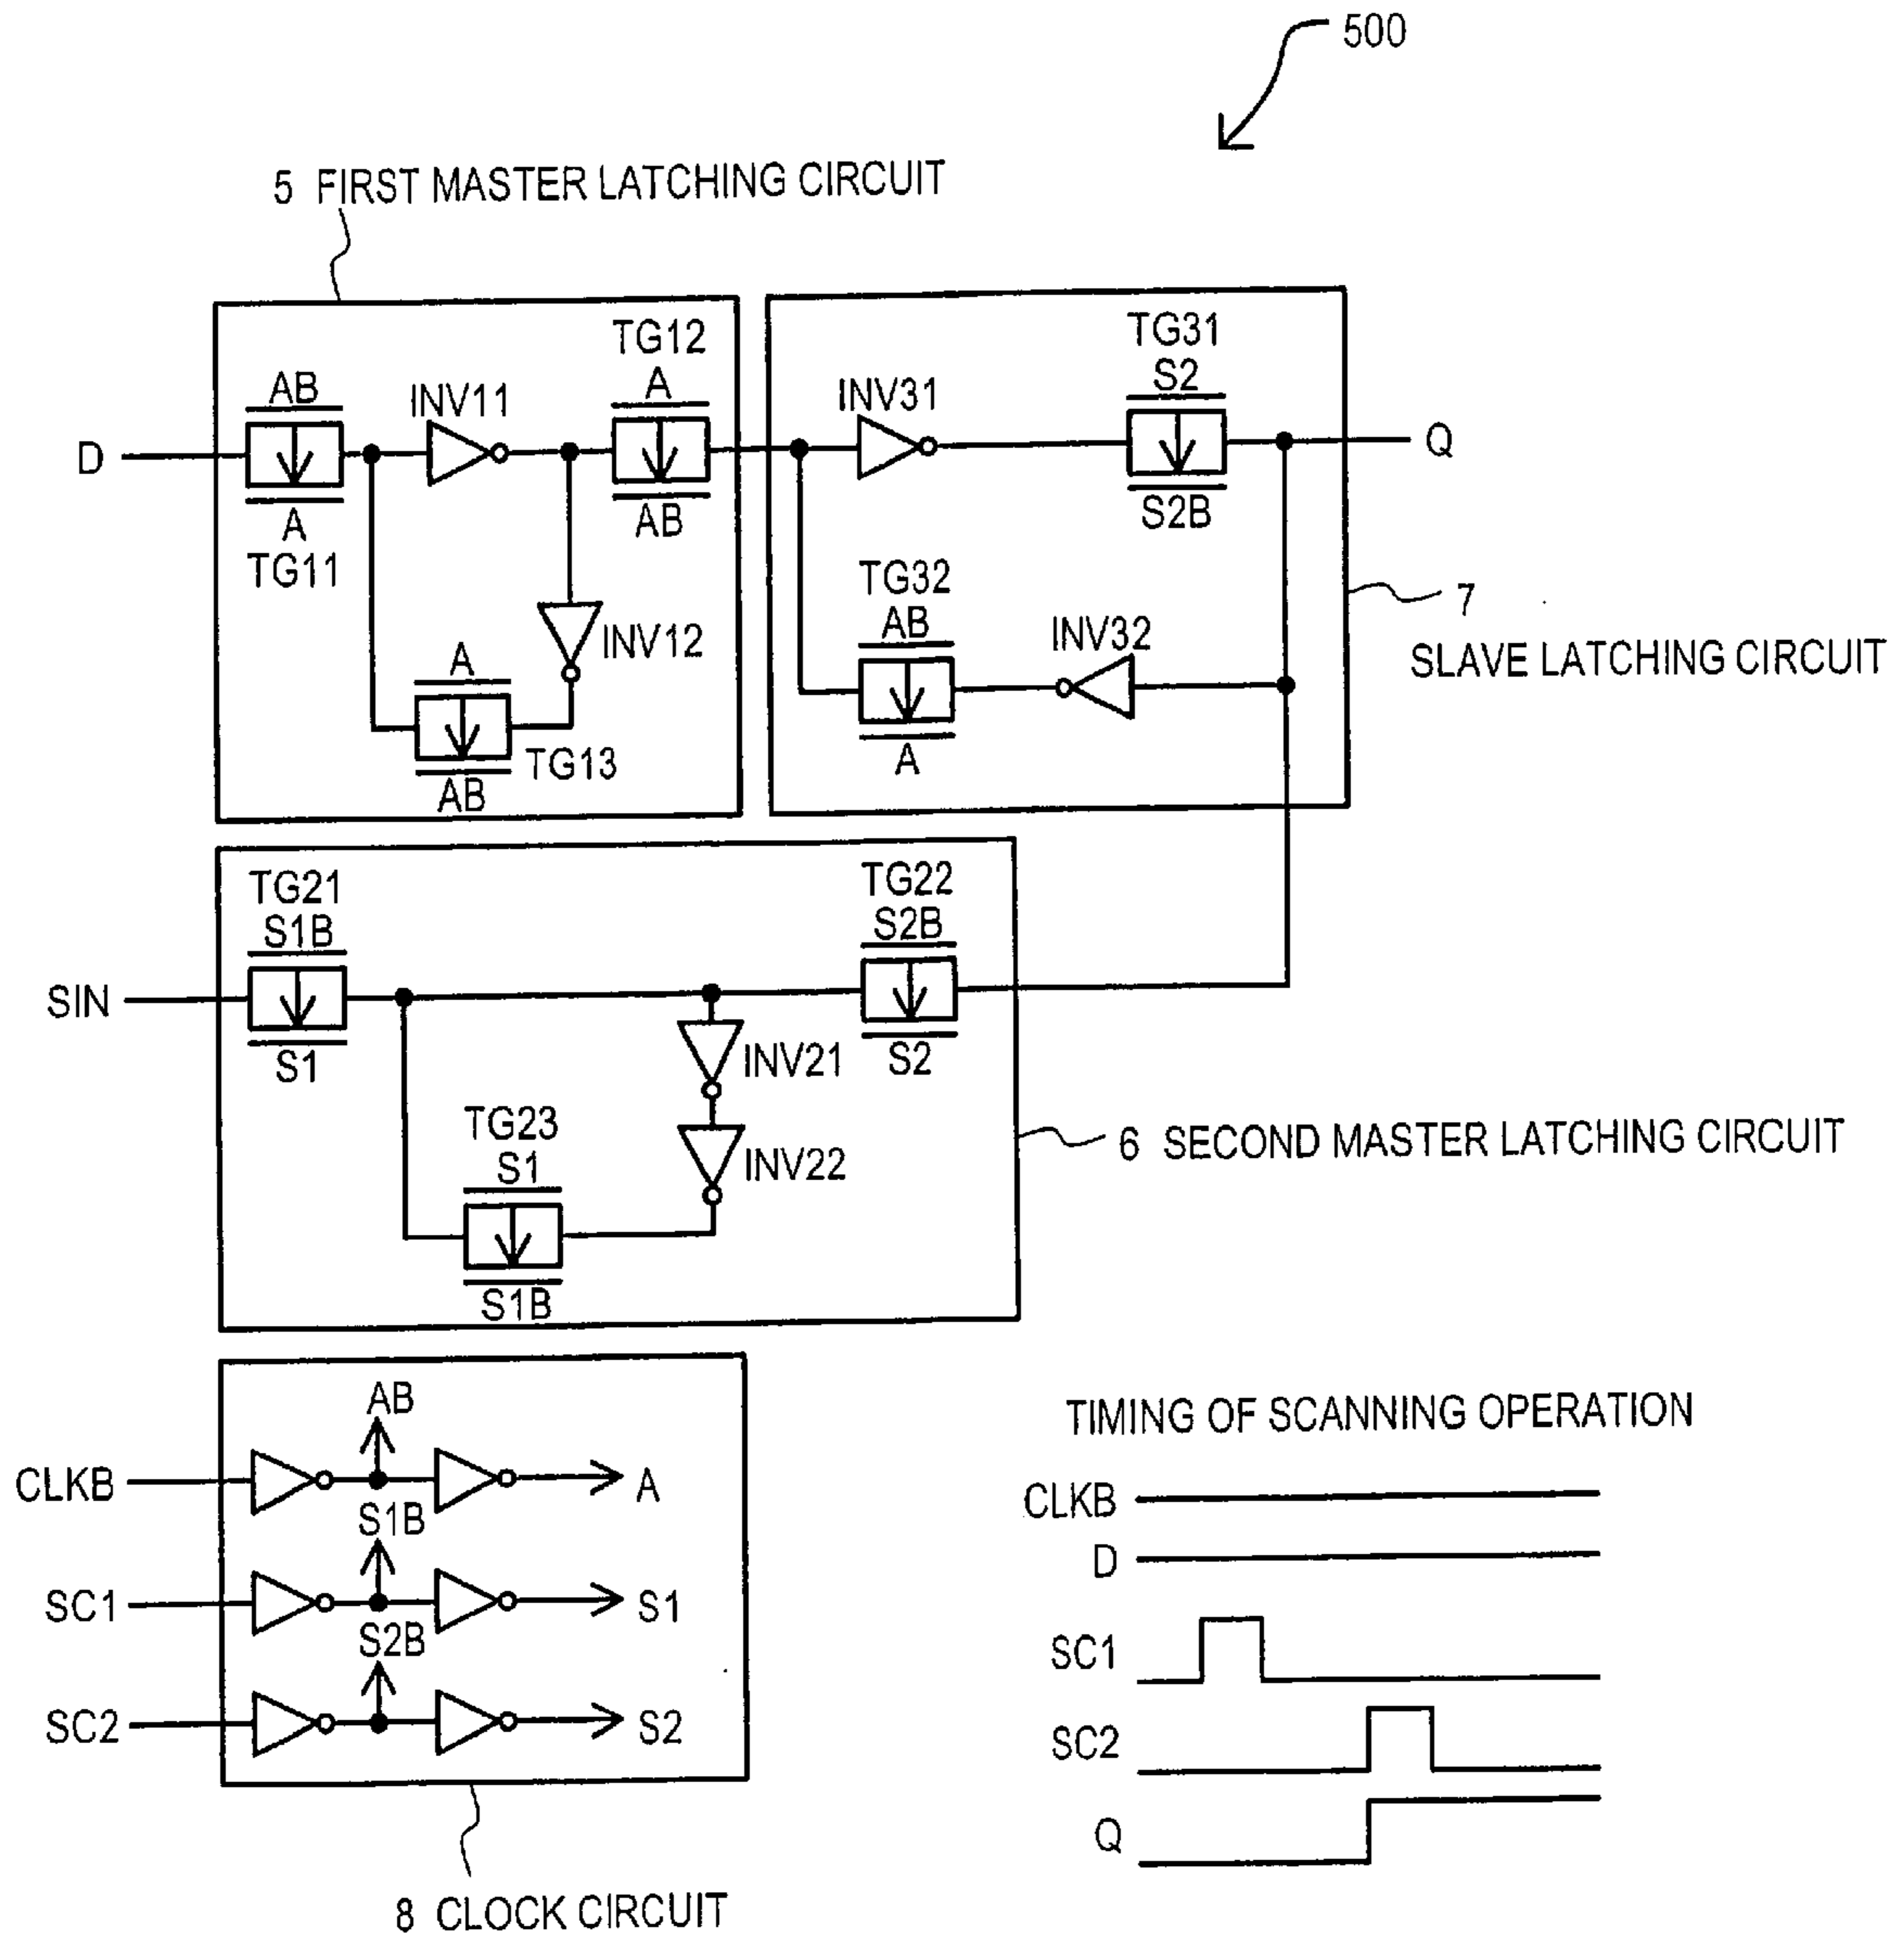 500
5 FIRST MASTER LATCHING CIRCUIT
TG12
A
AB
INV11
D
A
TG11
AB
INV12
A
AB
TG13
INV31
TG31
S2
S2B
Q
TG32
AB
A
INV32
7
SLAVE LATCHING CIRCUIT
TG21
S1B
SIN
S1
TG22
S2B
S2
INV21
INV22
TG23
S1
S1B
6 SECOND MASTER LATCHING CIRCUIT
AB
CLKB
A
S1B
SC1
S1
S2B
SC2
S2
8 CLOCK CIRCUIT
TIMING OF SCANNING OPERATION
CLKB
D
SC1
SC2
Q